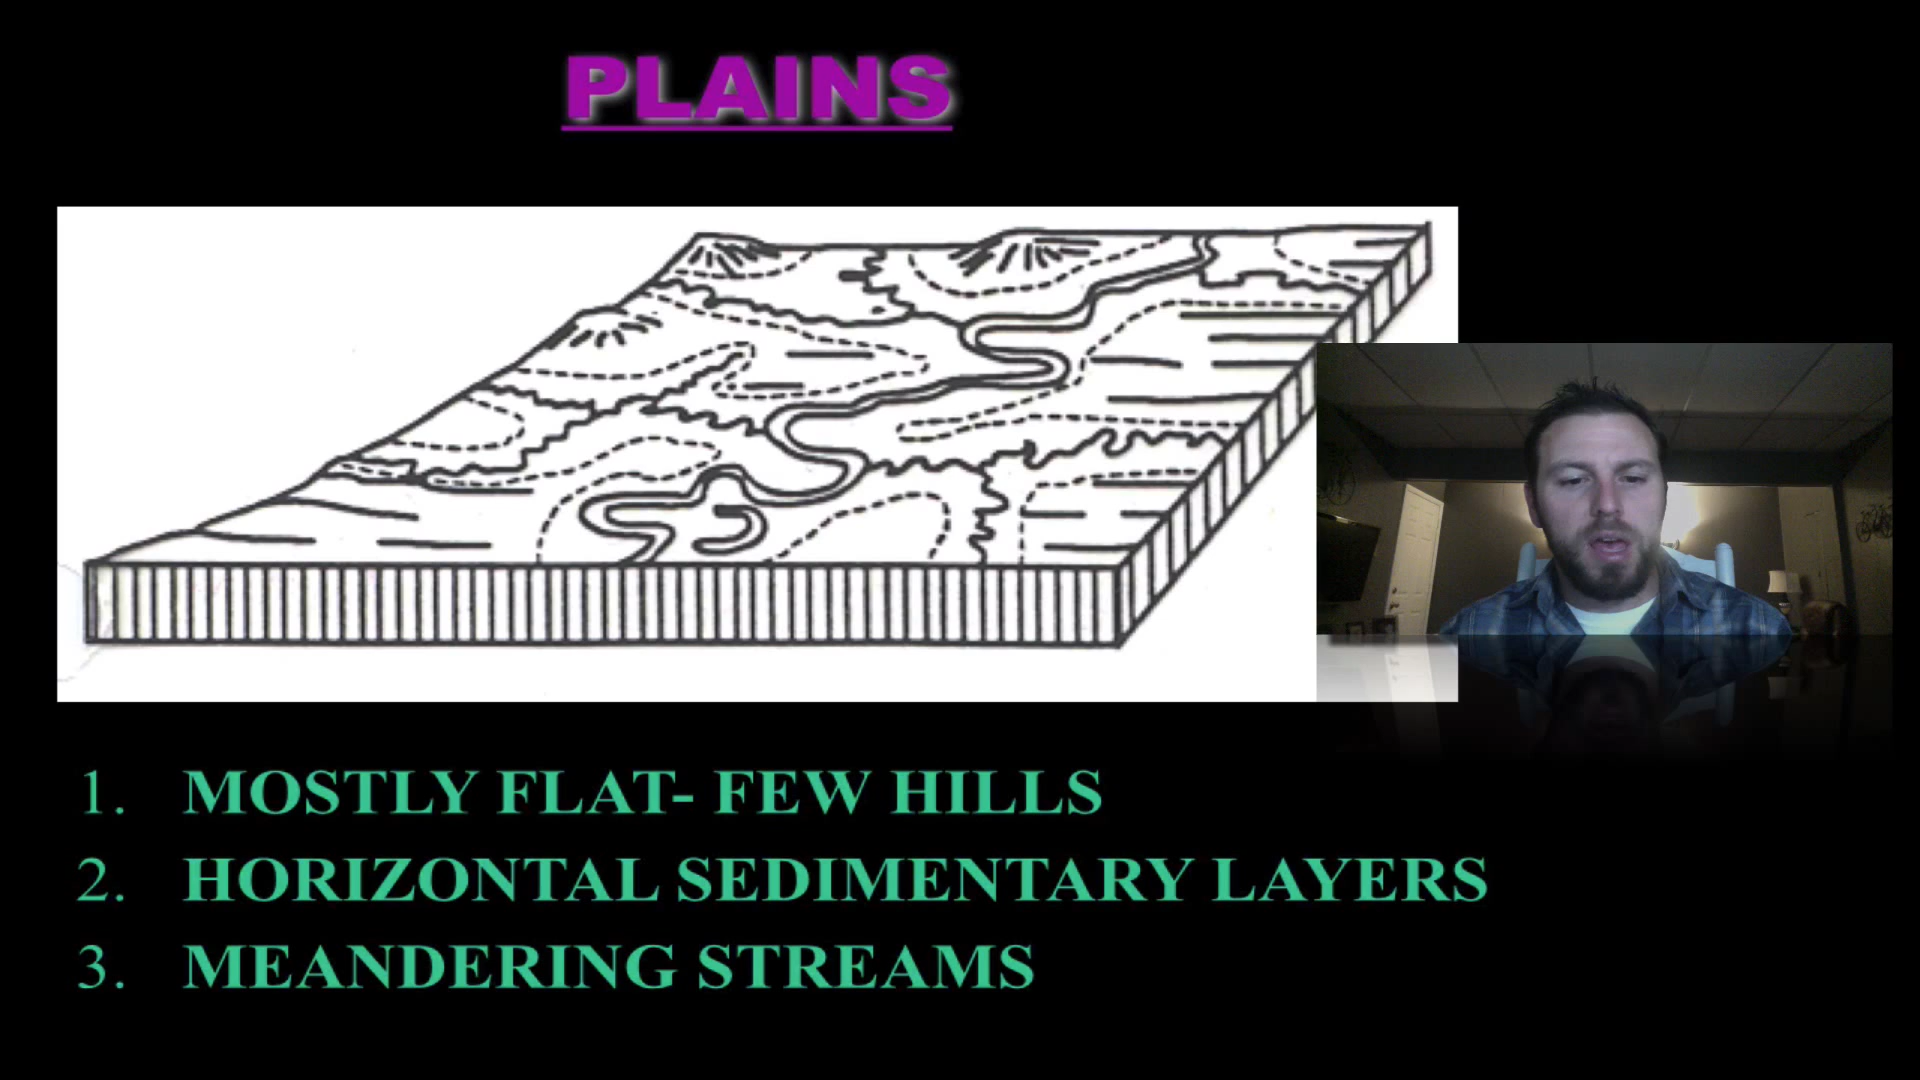 PLAINS
1. MOSTLY FLAT- FEW HILLS
2. HORIZONTAL SEDIMENTARY LAYERS
3. MEANDERING STREAMS